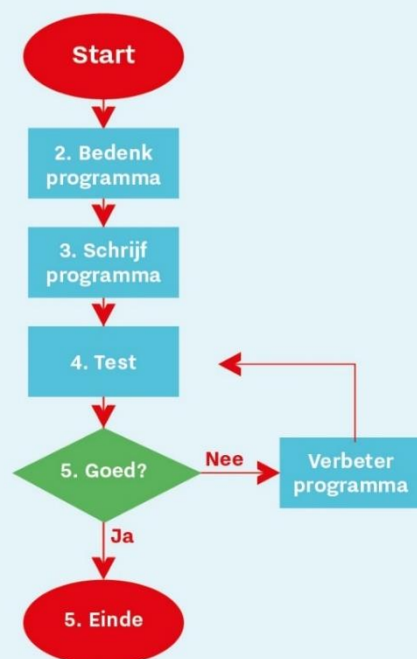 Start
2. Bedenk
programma
3. Schrijf
programma
4. Test
5. Goed?
Nee
Verbeter
programma
Ja
5. Einde